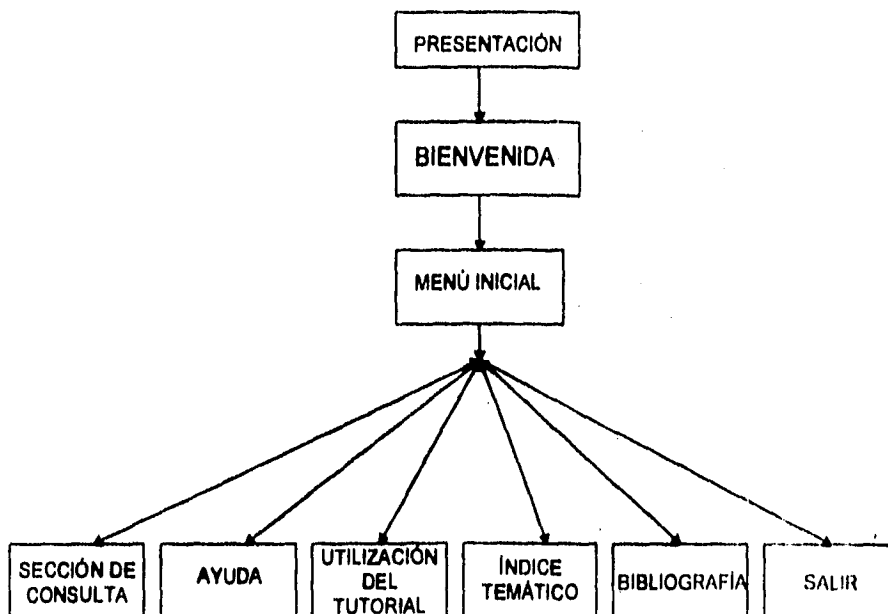 PRESENTACIÓN
BIENVENIDA
MENÚ INICIAL
SECCIÓN DE
CONSULTA
AYUDA
UTILIZACIÓN
DEL
TUTORIAL
ÍNDICE
TEMÁTICO
BIBLIOGRAFÍA
SALIR